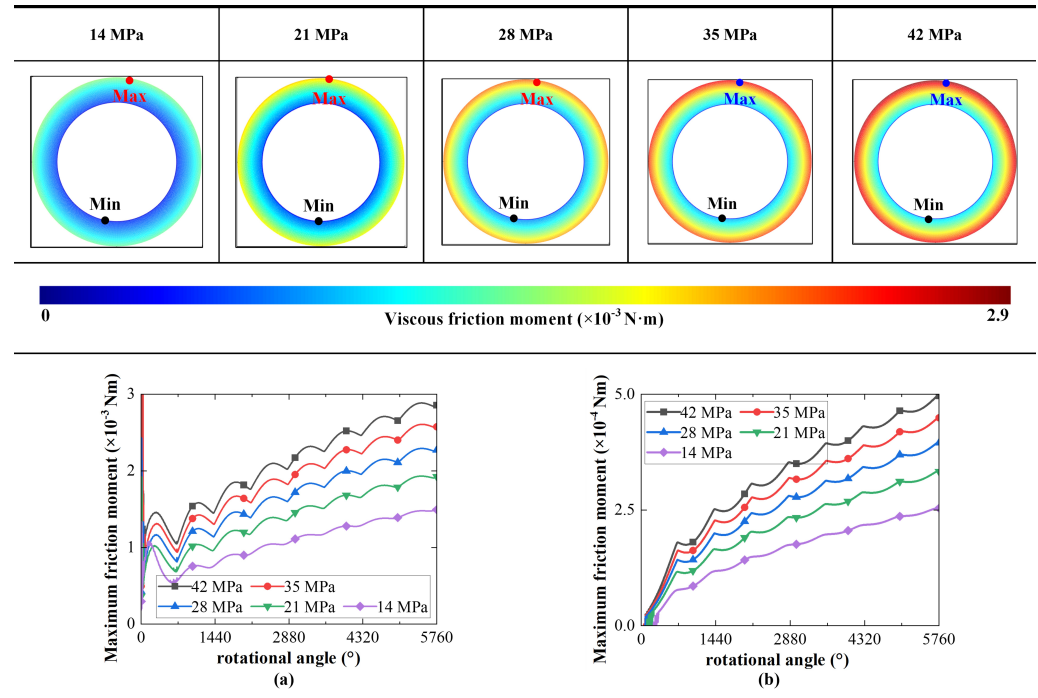 14 MPa 21 MPa 28 MPa 35 MPa 42 MPa
Max Max Max Max Max
Min Min Min Min Min
0 Viscous friction moment (×10⁻³ N·m) 2.9
Maximum friction moment (×10⁻³ Nm)
3
2
1
0
42 MPa 35 MPa
28 MPa 21 MPa 14 MPa
0 1440 2880 4320 5760
rotational angle (°)
(a)
Maximum friction moment (×10⁻⁴ Nm)
5.0
2.5
0.0
42 MPa 35 MPa
28 MPa 21 MPa
14 MPa
0 1440 2880 4320 5760
rotational angle (°)
(b)